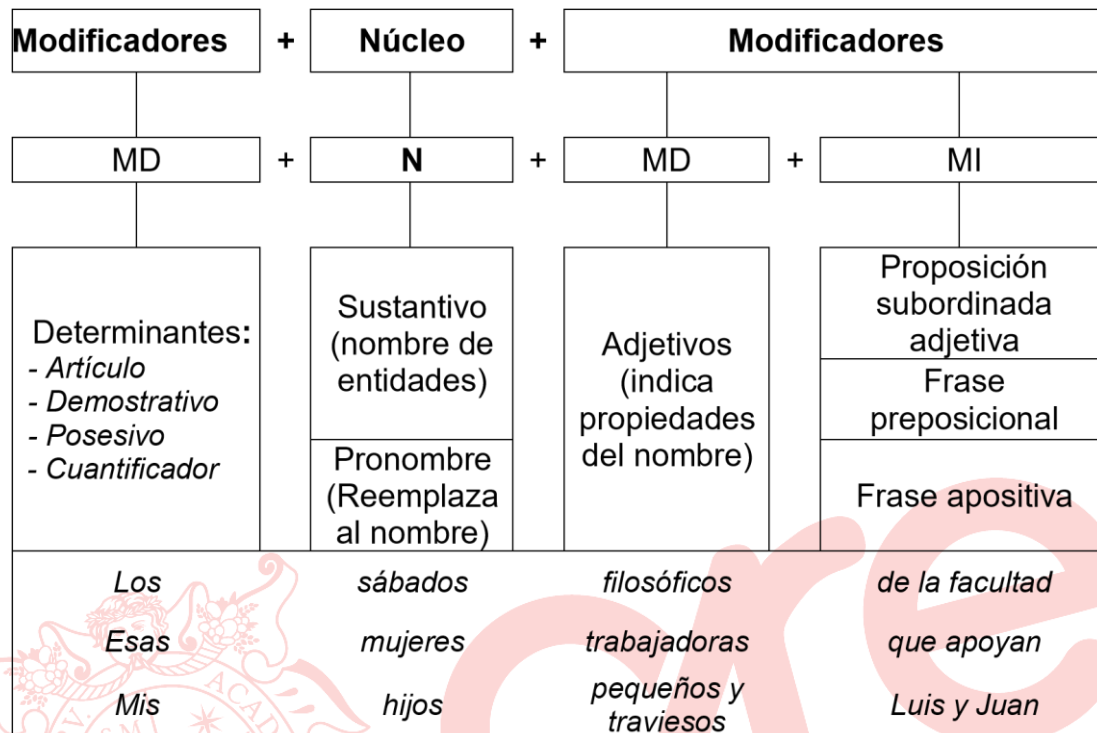 Modificadores + Núcleo + Modificadores
MD + N + MD + MI
Determinantes:
- Artículo
- Demostrativo
- Posesivo
- Cuantificador
Sustantivo
(nombre de
entidades)
Pronombre
(Reemplaza
al nombre)
Adjetivos
(indica
propiedades
del nombre)
Proposición
subordinada
adjetiva
Frase
preposicional
Frase apositiva
Los sábados filosóficos de la facultad
Esas mujeres trabajadoras que apoyan
Mis hijos pequeños y
traviesos Luis y Juan
cre
ACAD